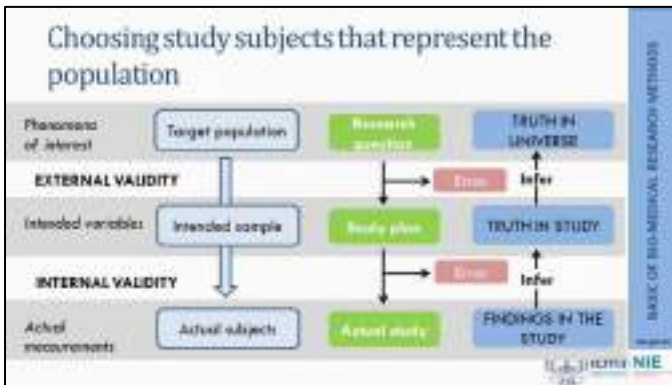 Choosing study subjects that represent the
population
Phenomena
of interest
Target population
Research
question
TRUTH IN
UNIVERSE
EXTERNAL VALIDITY
Error
Infer
Intended variables
Intended sample
Study plan
TRUTH IN STUDY
INTERNAL VALIDITY
Error
Infer
Actual
measurements
Actual subjects
Actual study
FINDINGS IN THE
STUDY
BASIC OF BIO-MEDICAL RESEARCH METHODS
icmr NIE